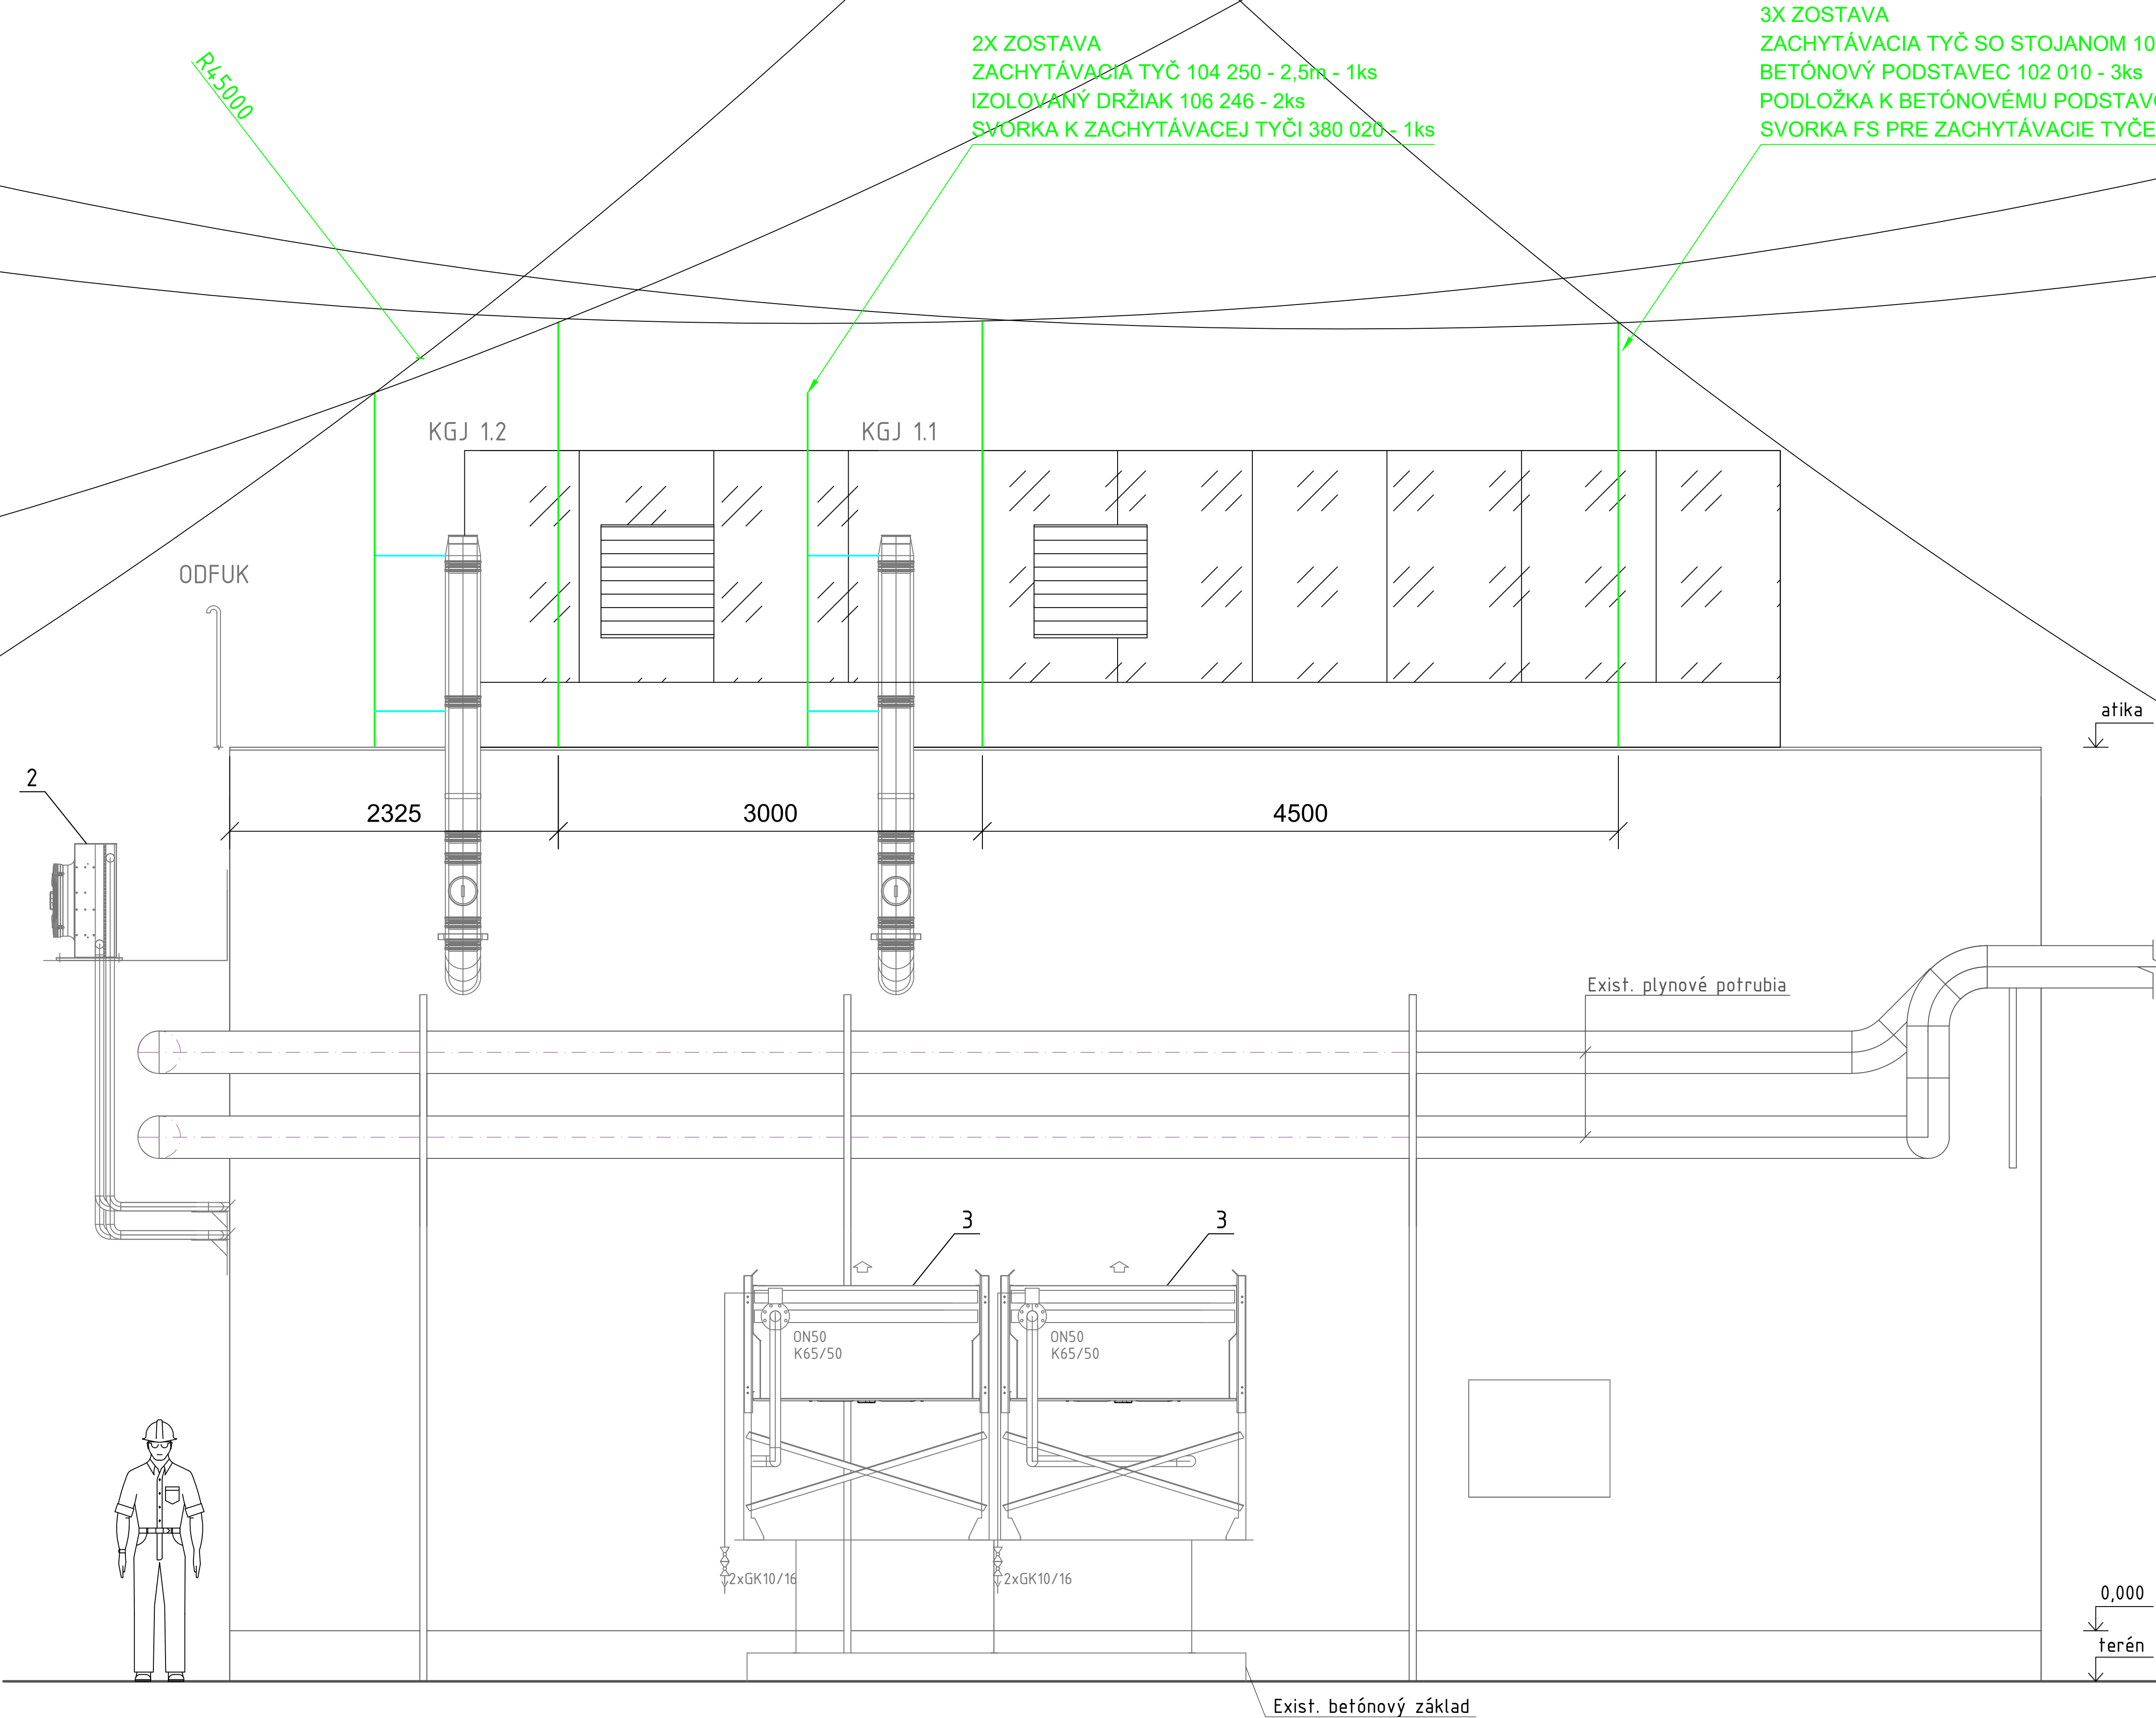 3X ZOSTAVA
ZACHYTÁVACIA TYČ SO STOJANOM 10
BETÓNOVÝ PODSTAVEC 102 010 - 3ks
PODLOŽKA K BETÓNOVÉMU PODSTAV
SVORKA FS PRE ZACHYTÁVACIE TYČE
2X ZOSTAVA
ZACHYTÁVACIA TYČ 104 250 - 2,5m - 1ks
IZOLOVANÝ DRŽIAK 106 246 - 2ks
SVORKA K ZACHYTÁVACEJ TYČI 380 020 - 1ks
R45000
KGJ 1.2
KGJ 1.1
ODFUK
atika
2
2325
3000
4500
Exist. plynové potrubia
3
3
ON50
K65/50
ON50
K65/50
2xGK10/16
2xGK10/16
0,000
terén
Exist. betónový základ